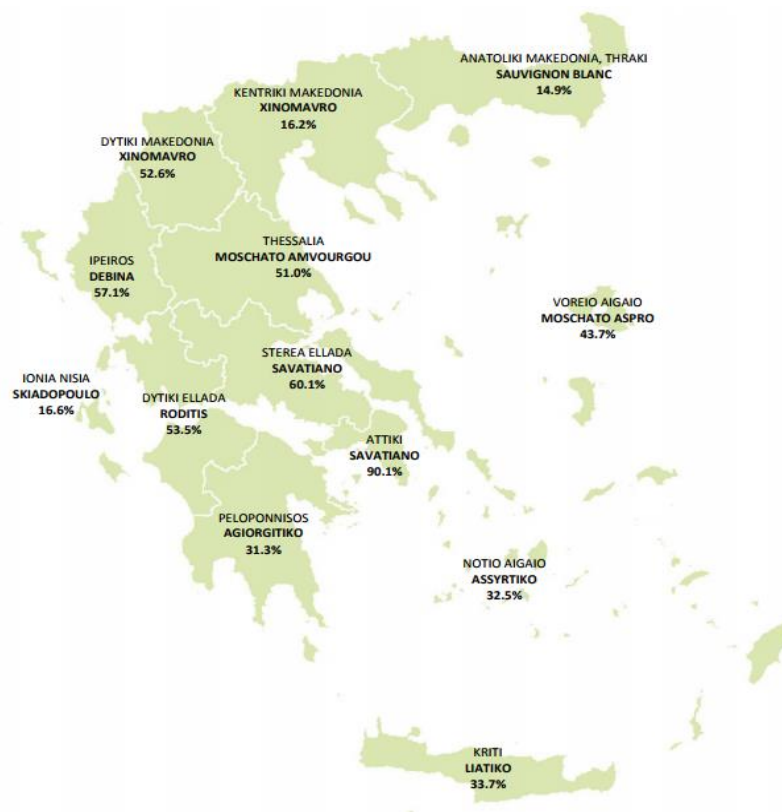 ANATOLIKI MAKEDONIA, THRAKI
SAUVIGNON BLANC
14.9%
KENTRIKI MAKEDONIA
XINOMAVRO
16.2%
DYTIKI MAKEDONIA
XINOMAVRO
52.6%
THESSALIA
MOSCHATO AMVOURGOU
51.0%
IPEIROS
DEBINA
57.1%
VOREIO AIGAIO
MOSCHATO ASPRO
43.7%
STEREA ELLADA
SAVATIANO
60.1%
IONIA NISIA
SKIADOPOULO
16.6%
DYTIKI ELLADA
RODITIS
53.5%
ATTIKI
SAVATIANO
90.1%
PELOPONNISOS
AGIORGITIKO
31.3%
NOTIO AIGAIO
ASSYRTIKO
32.5%
KRITI
LIATIKO
33.7%